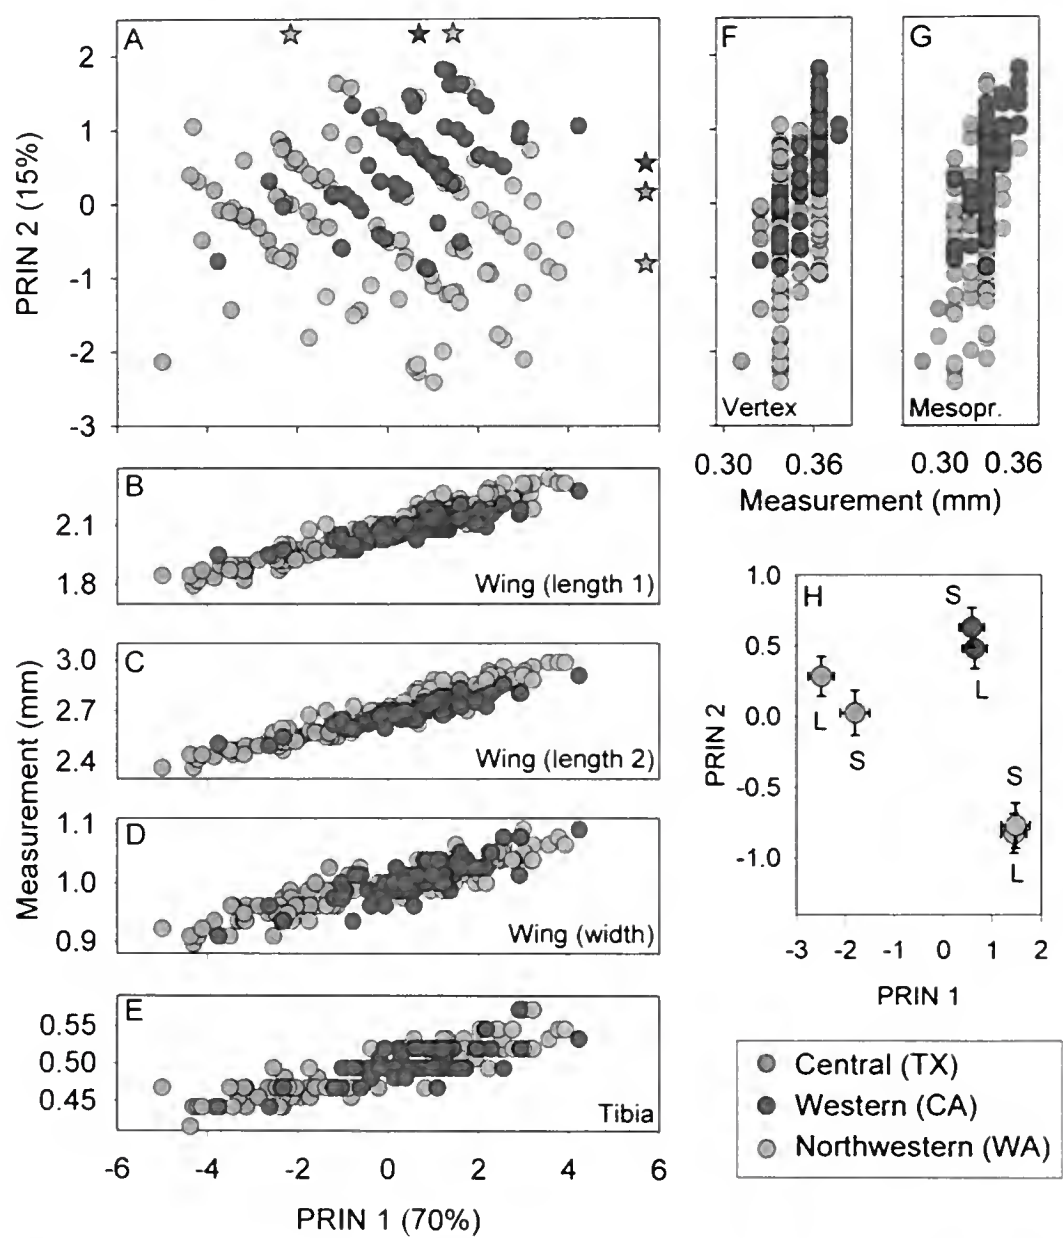 A
2
1
0
-1
-2
-3
PRIN 2 (15%)
F
Vertex
G
Mesopr.
0.30 0.36 0.30 0.36
Measurement (mm)
B
2.1
1.8
Wing (length 1)
C
3.0
2.7
2.4
Wing (length 2)
D
1.1
1.0
0.9
Wing (width)
E
0.55
0.50
0.45
Tibia
Measurement (mm)
-6 -4 -2 0 2 4 6
PRIN 1 (70%)
H
1.0
0.5
0.0
-0.5
-1.0
PRIN 2
S
L
L
S
S
L
-3 -2 -1 0 1 2
PRIN 1
Central (TX)
Western (CA)
Northwestern (WA)